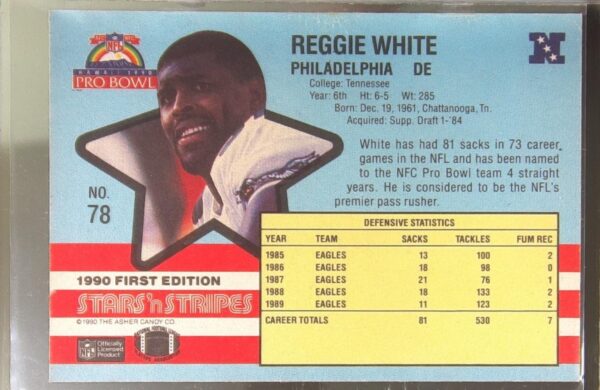 NFL
HAWAII 1990
PRO BOWL
REGGIE WHITE
PHILADELPHIA DE
N
College: Tennessee
Year: 6th Ht: 6-5 Wt: 285
Born: Dec. 19, 1961, Chattanooga, Tn.
Acquired: Supp. Draft 1-'84
White has had 81 sacks in 73 career
games in the NFL and has been named
to the NFC Pro Bowl team 4 straight
years. He is considered to be the NFL's
premier pass rusher.
NO.
78
DEFENSIVE STATISTICS
YEAR TEAM SACKS TACKLES FUM REC
1985 EAGLES 13 100 2
1986 EAGLES 18 98 0
1987 EAGLES 21 76 1
1988 EAGLES 18 133 2
1989 EAGLES 11 123 2
CAREER TOTALS 81 530 7
1990 FIRST EDITION
STARS 'n STRIPES
©1990 THE ASHER CANDY CO.
NFL
Officially
Licensed
Product